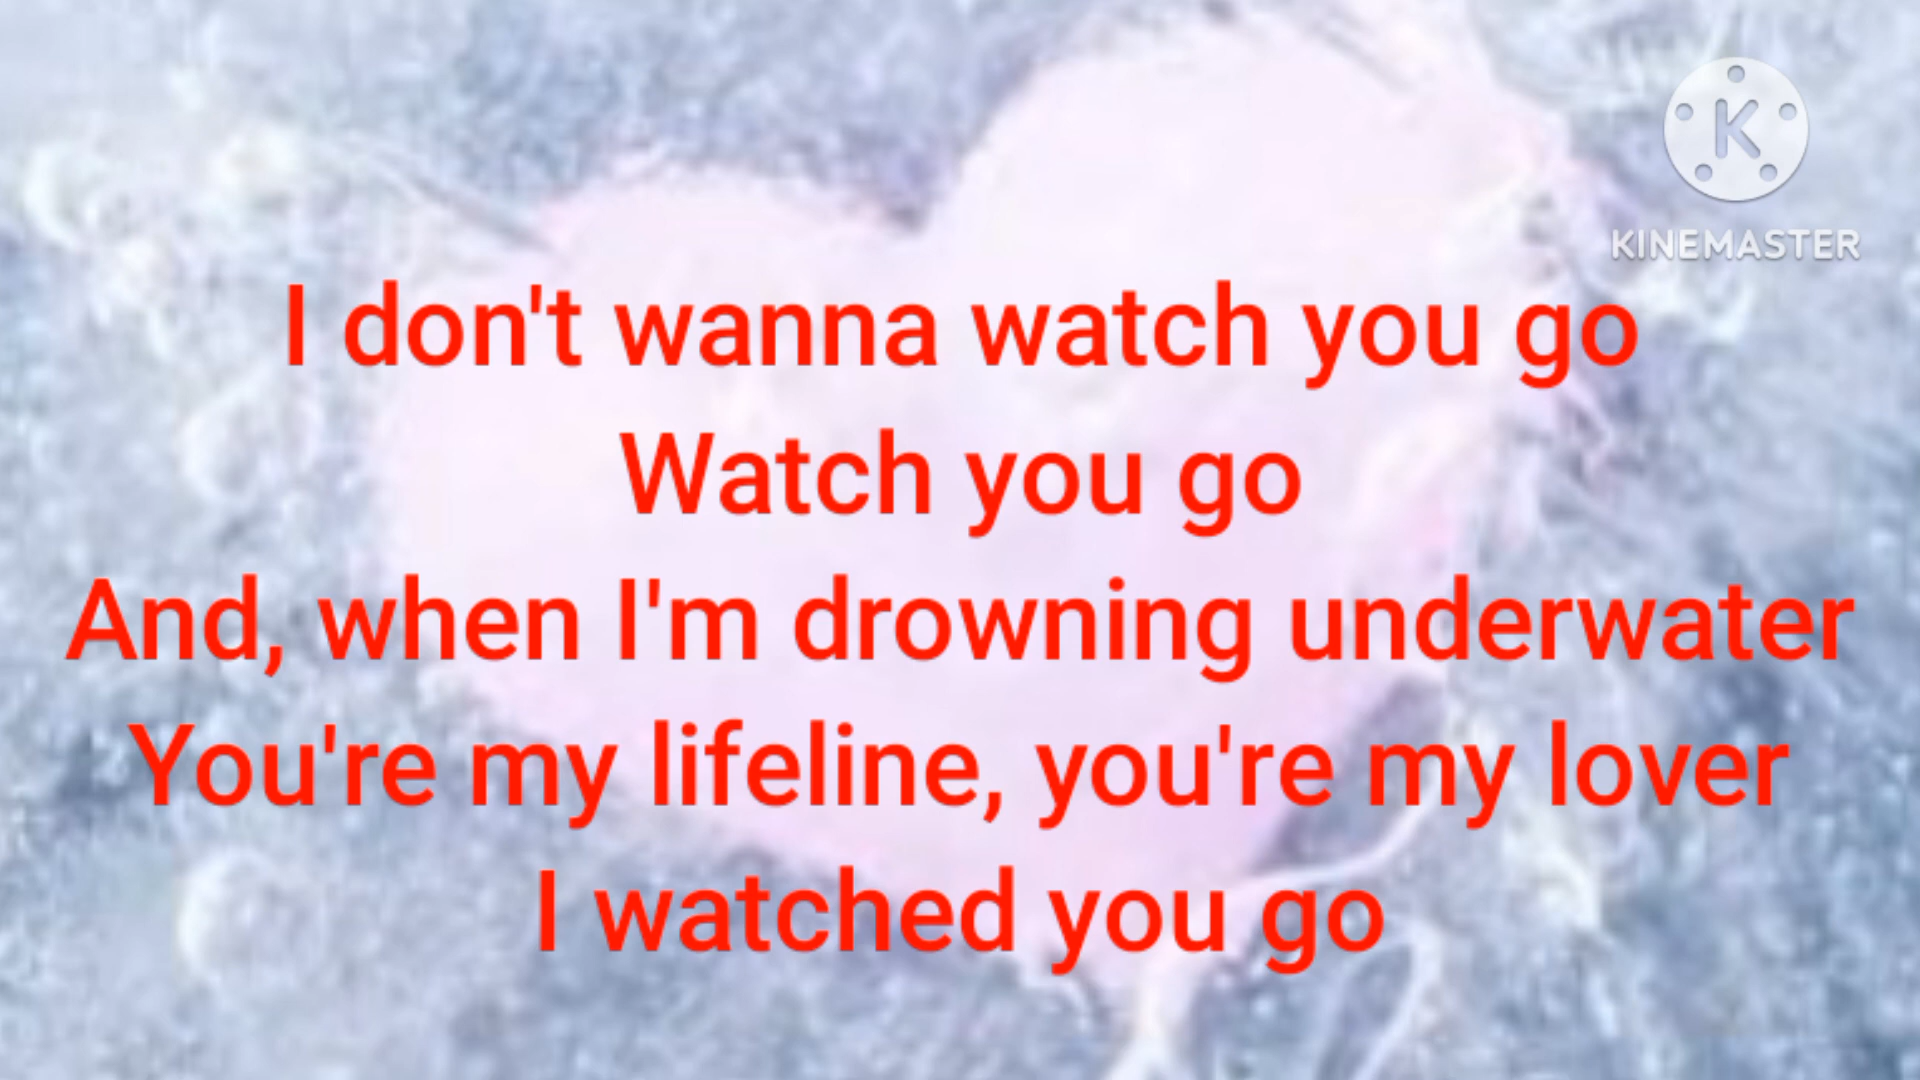 K
KINEMASTER
I don't wanna watch you go
Watch you go
And, when I'm drowning underwater
You're my lifeline, you're my lover
I watched you go